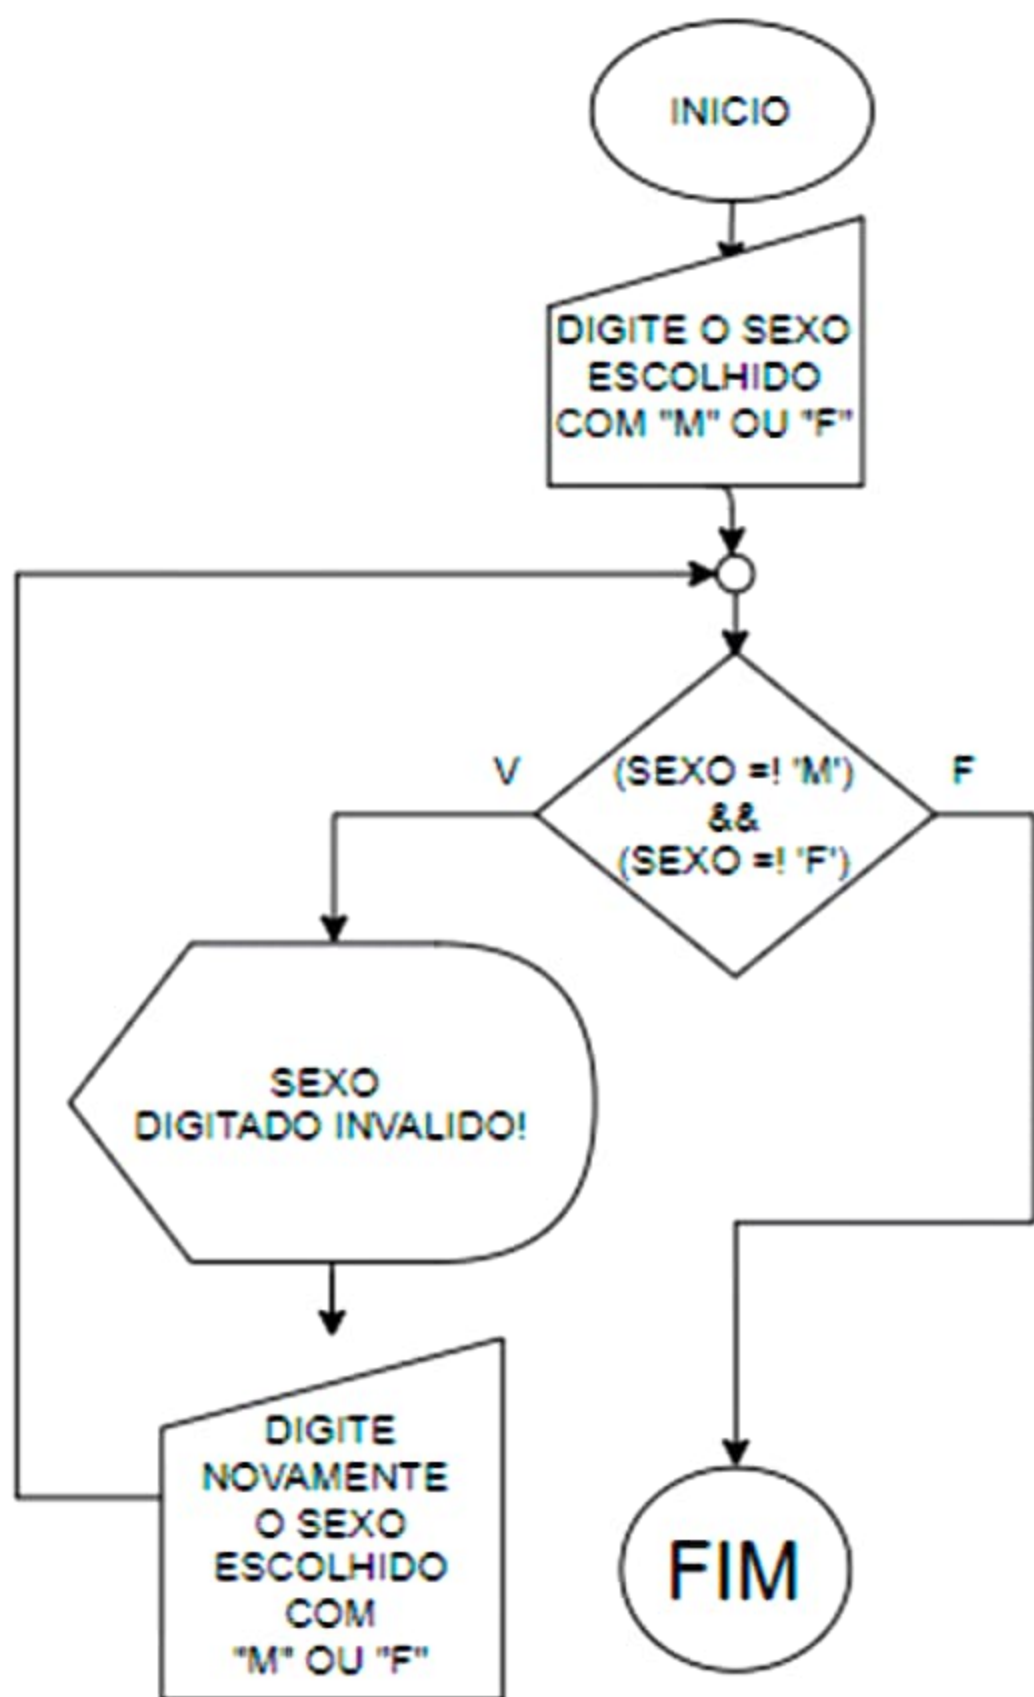 INICIO
DIGITE O SEXO
ESCOLHIDO
COM "M" OU "F"
V
(SEXO =! 'M')
&&
(SEXO =! 'F')
F
SEXO
DIGITADO INVALIDO!
DIGITE
NOVAMENTE
O SEXO
ESCOLHIDO
COM
"M" OU "F"
FIM